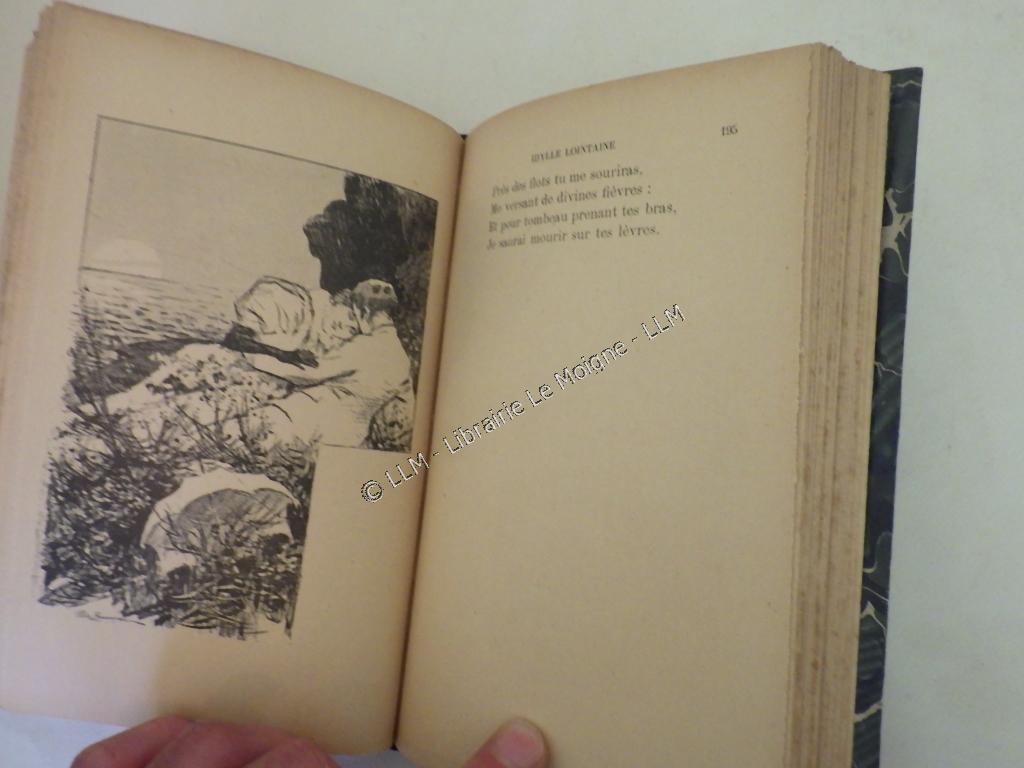 IDYLLE LOINTAINE
195
Près des flots tu me souriras,
Me versant de divines fièvres :
Et pour tombeau prenant tes bras,
Je saurai mourir sur tes lèvres.
© LLM - Librairie Le Moigne - LLM